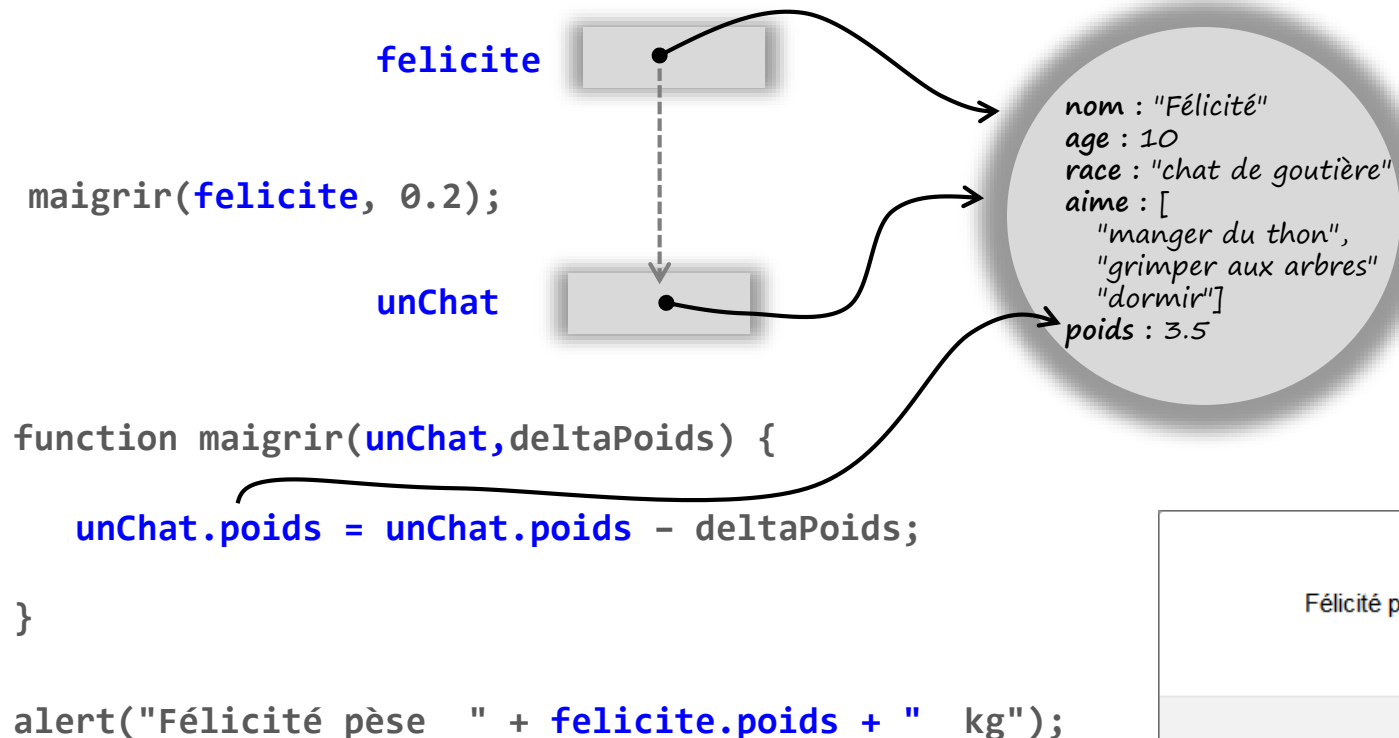 felicite
nom : "Félicité"
age : 10
race : "chat de goutière"
aime : [
"manger du thon",
"grimper aux arbres"
"dormir"]
poids : 3.5
maigrir(felicite, 0.2);
unChat
function maigrir(unChat,deltaPoids) {
unChat.poids = unChat.poids – deltaPoids;
}
Félicité p
alert("Félicité pèse  " + felicite.poids + "  kg");